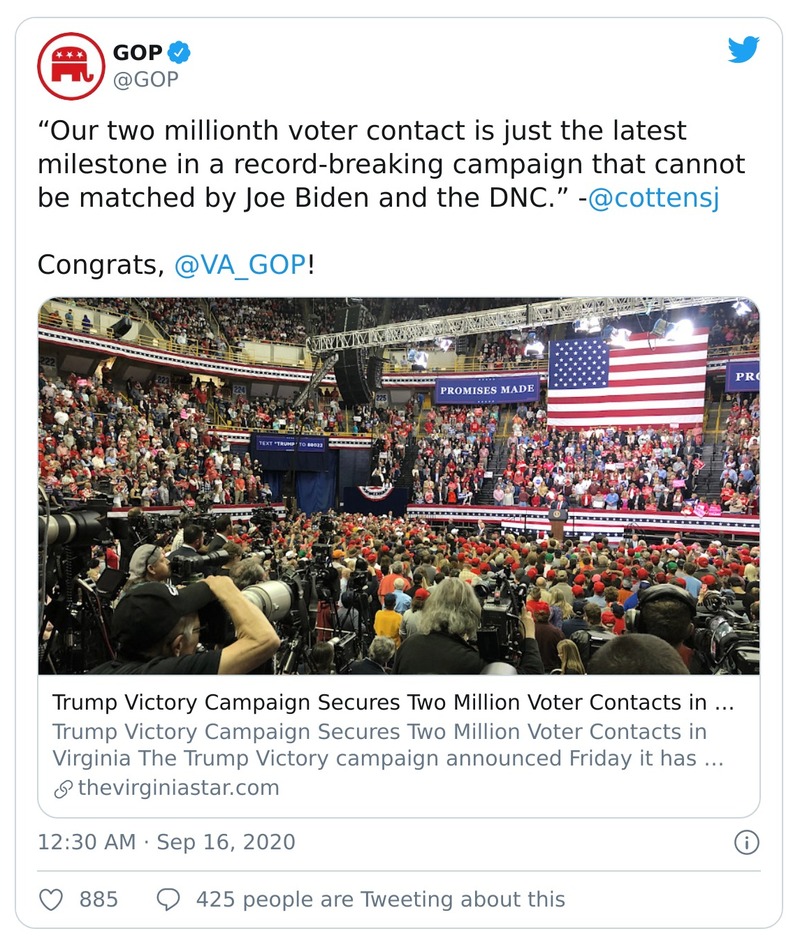 GOP
@GOP
“Our two millionth voter contact is just the latest
milestone in a record-breaking campaign that cannot
be matched by Joe Biden and the DNC.” -@cottensj
Congrats, @VA_GOP!
PROMISES MADE
PRO
TEXT "TRUMP" TO 88022
225
Trump Victory Campaign Secures Two Million Voter Contacts in ...
Trump Victory Campaign Secures Two Million Voter Contacts in
Virginia The Trump Victory campaign announced Friday it has ...
thevirginiastar.com
12:30 AM · Sep 16, 2020
885
425 people are Tweeting about this